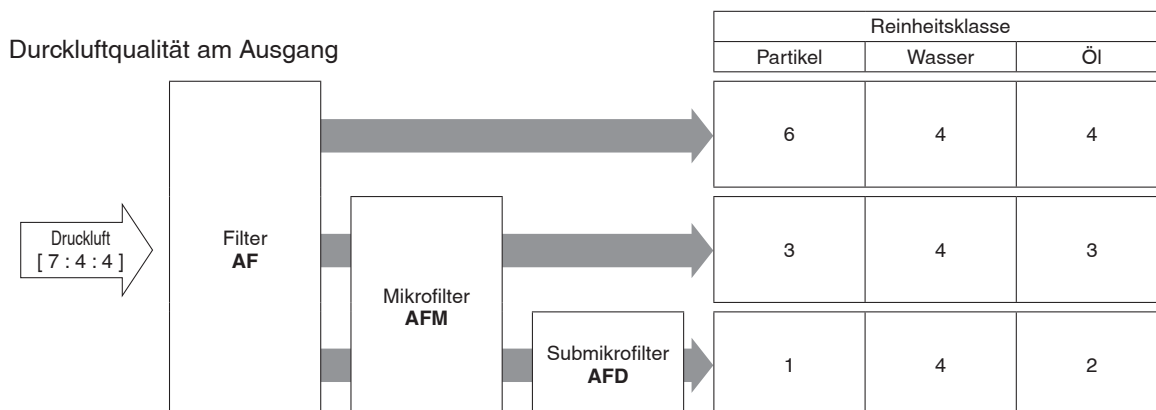 Durckluftqualität am Ausgang
Reinheitsklasse
Partikel Wasser Öl
6 4 4
Druckluft
[ 7 : 4 : 4 ]
Filter
AF
3 4 3
Mikrofilter
AFM
Submikrofilter
AFD
1 4 2